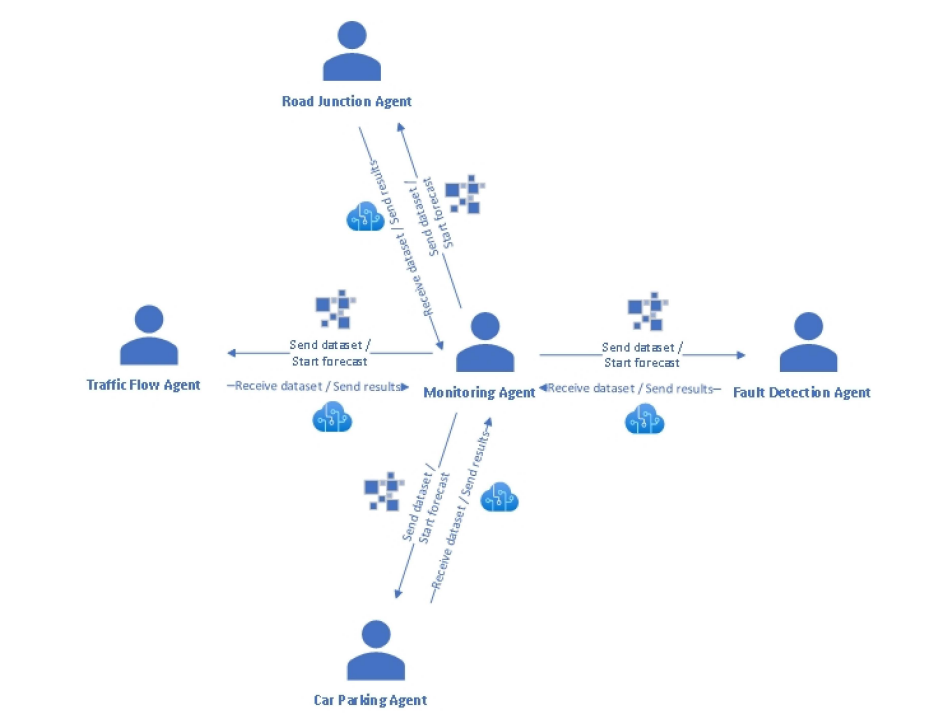 Road Junction Agent
Receive dataset / Send results
Send dataset /
Start forecast
Send dataset /
Start forecast
Traffic Flow Agent
Receive dataset / Send results
Monitoring Agent
Send dataset /
Start forecast
Receive dataset / Send results
Fault Detection Agent
Send dataset /
Start forecast
Receive dataset / Send results
Car Parking Agent